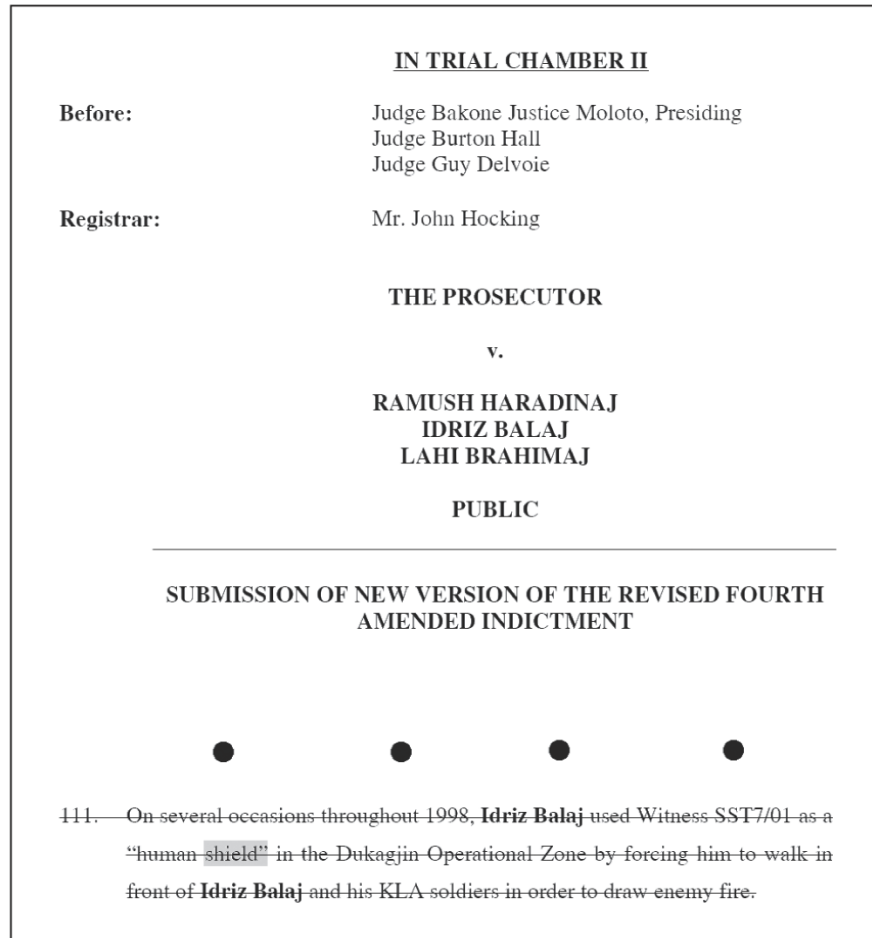 IN TRIAL CHAMBER II
Before: Judge Bakone Justice Moloto, Presiding
Judge Burton Hall
Judge Guy Delvoie
Registrar: Mr. John Hocking
THE PROSECUTOR
v.
RAMUSH HARADINAJ
IDRIZ BALAJ
LAHI BRAHIMAJ
PUBLIC
SUBMISSION OF NEW VERSION OF THE REVISED FOURTH
AMENDED INDICTMENT
111. On several occasions throughout 1998, Idriz Balaj used Witness SST7/01 as a
“human shield” in the Dukagjin Operational Zone by forcing him to walk in
front of Idriz Balaj and his KLA soldiers in order to draw enemy fire.